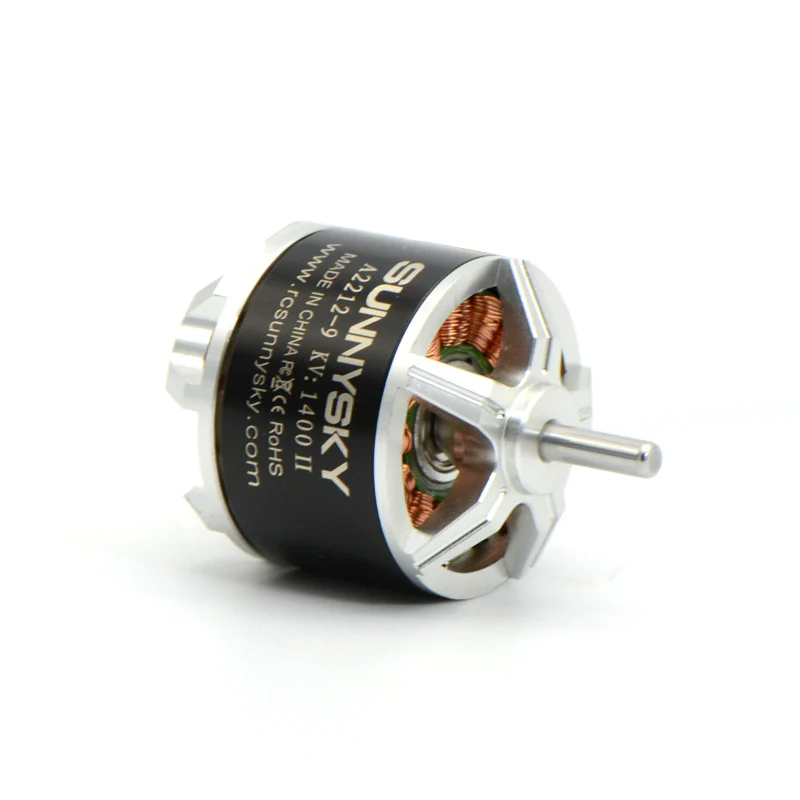 SUNNYSKY
A2212-9 KV: 1400 II
MADE IN CHINA CE RoHS
www.rcsunnysky.com